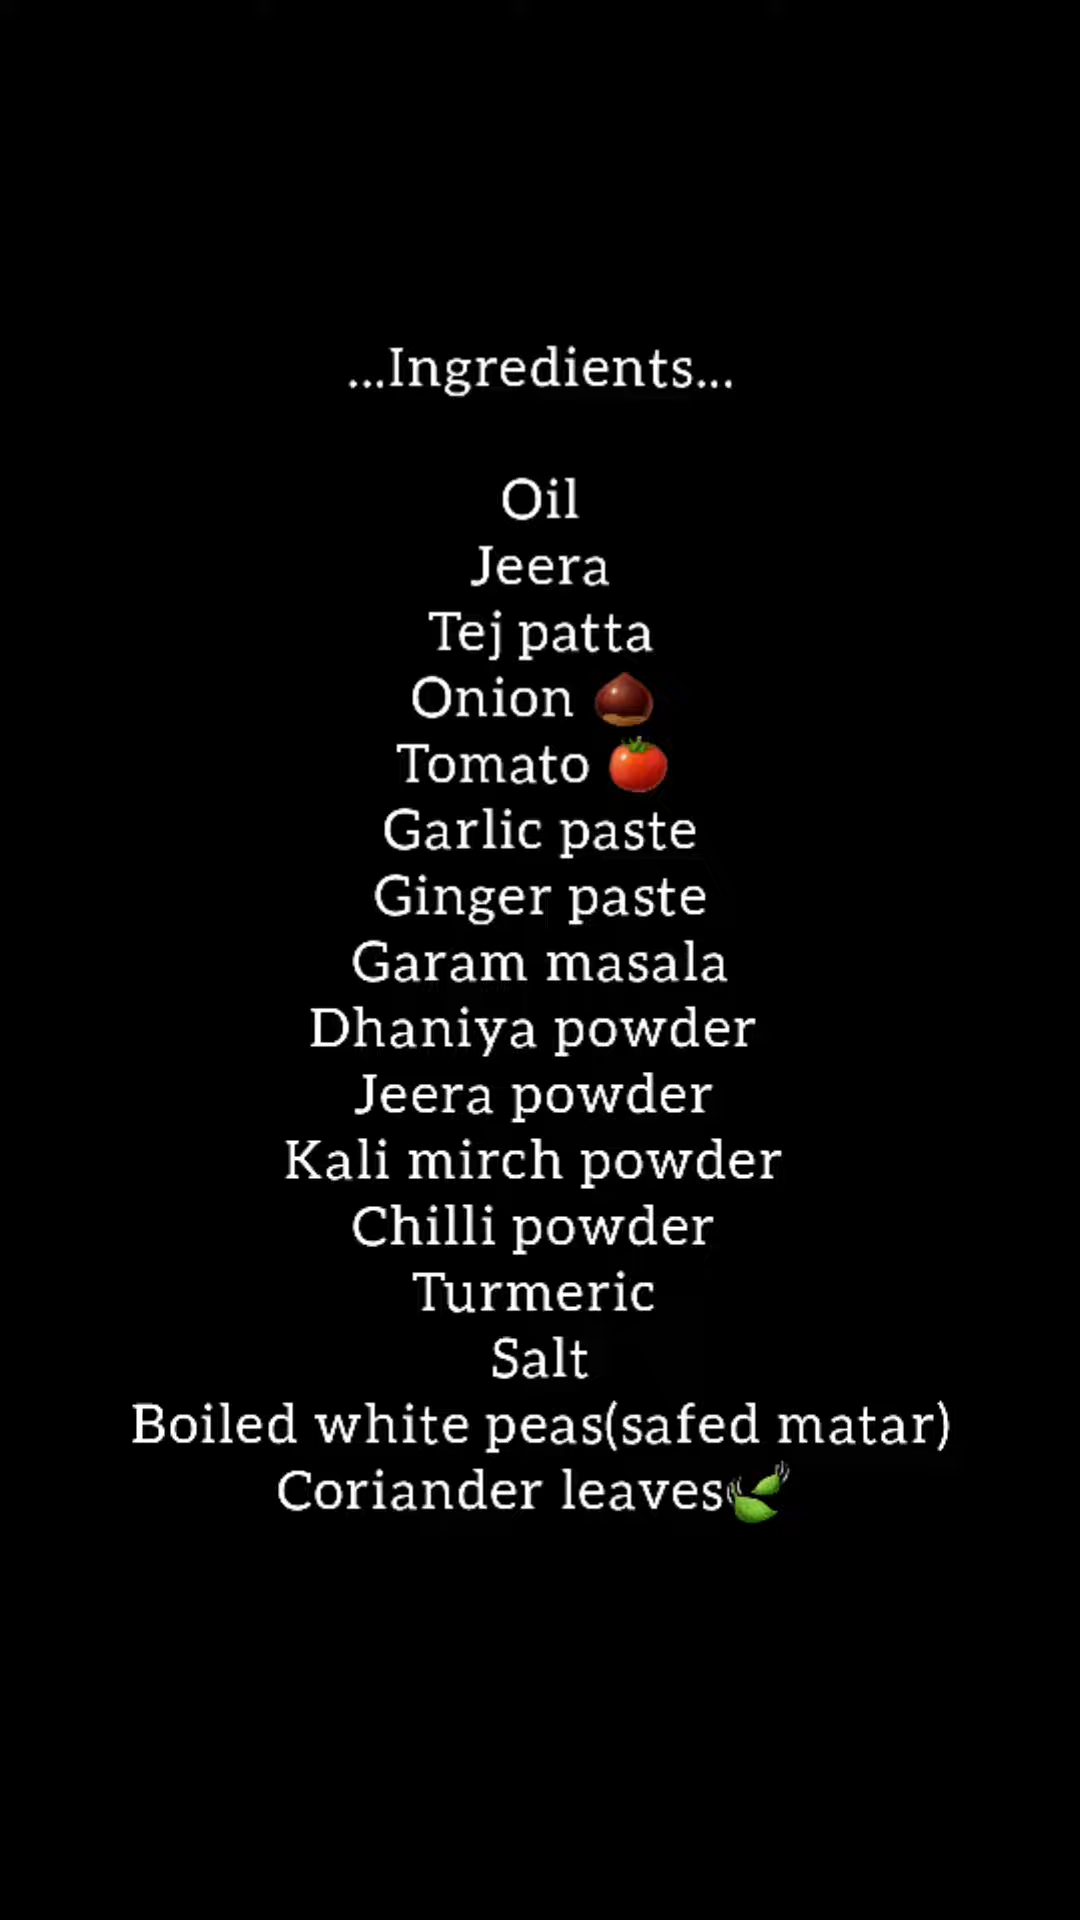 ...Ingredients...
Oil
Jeera
Tej patta
Onion 🌰
Tomato 🍅
Garlic paste
Ginger paste
Garam masala
Dhaniya powder
Jeera powder
Kali mirch powder
Chilli powder
Turmeric
Salt
Boiled white peas(safed matar)
Coriander leaves🍃